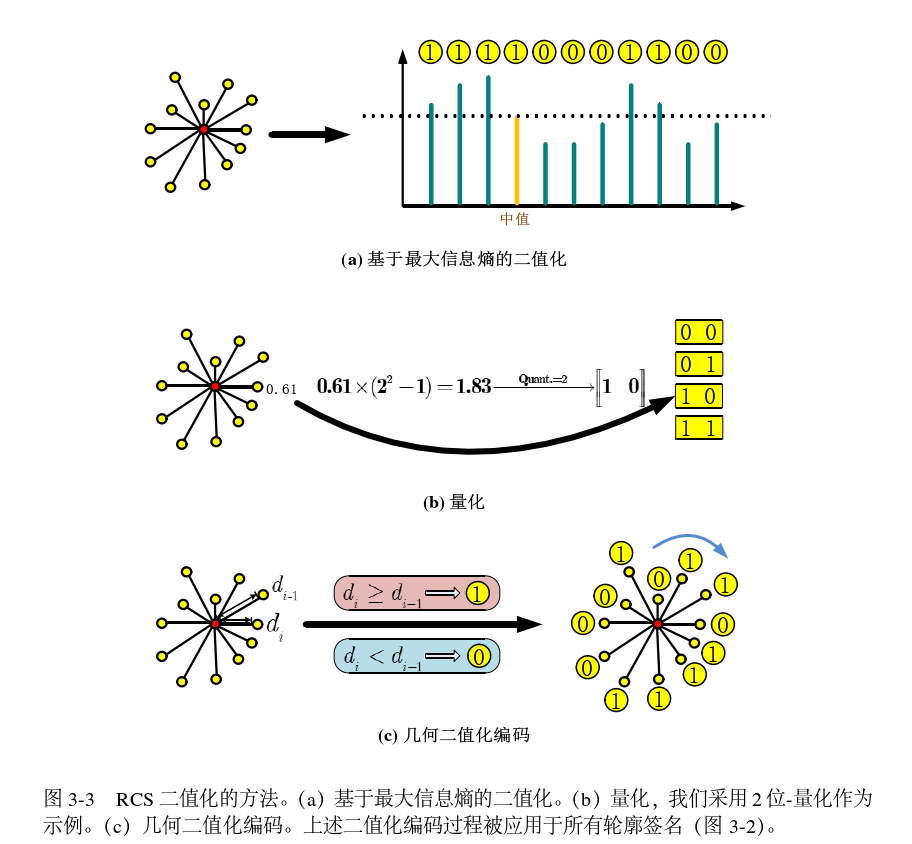 1 1 1 1 0 0 0 1 1 0 0
中值
(a) 基于最大信息熵的二值化
0.61
0.61×(2² − 1) = 1.83 Quant.=2 ⟦1 0⟧
0 0
0 1
1 0
1 1
(b) 量化
d_{i-1}
d_i
d_i ≥ d_{i−1} 1
d_i < d_{i−1} 0
1
1
0
1
0
0
0
1
0
1
1
1
1
(c) 几何二值化编码
图 3-3 RCS 二值化的方法。(a) 基于最大信息熵的二值化。(b) 量化, 我们采用 2 位-量化作为
示例。(c) 几何二值化编码。上述二值化编码过程被应用于所有轮廓签名 (图 3-2)。